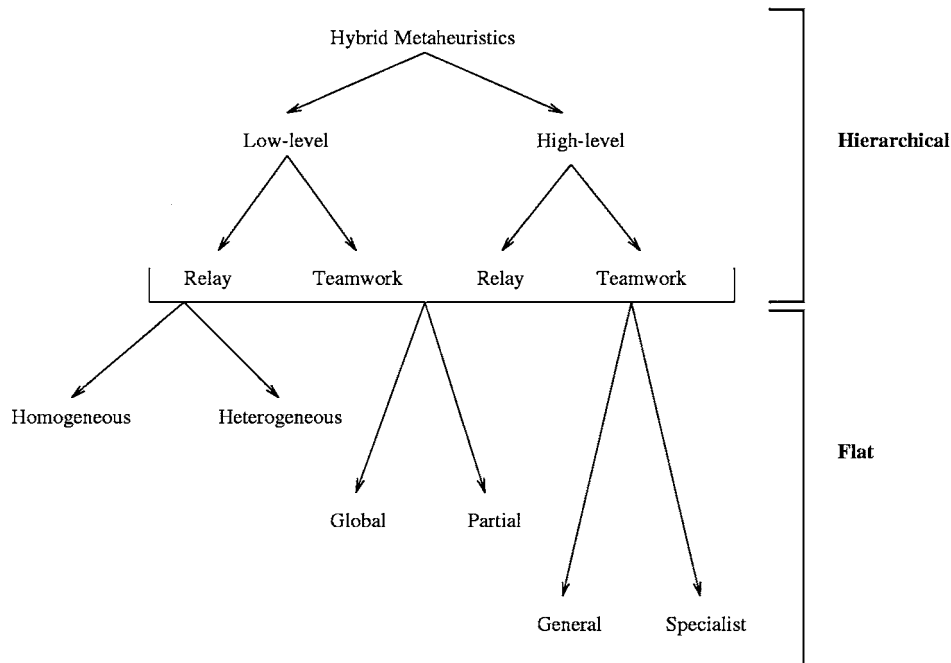 Hybrid Metaheuristics
Low-level
High-level
Hierarchical
Relay
Teamwork
Relay
Teamwork
Homogeneous
Heterogeneous
Flat
Global
Partial
General
Specialist